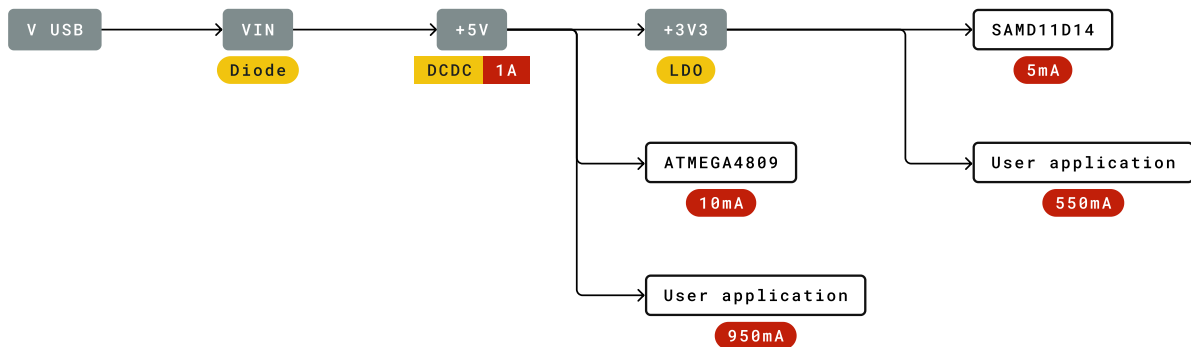 V USB
VIN
+5V
+3V3
SAMD11D14
Diode
DCDC 1A
LDO
5mA
ATMEGA4809
User application
10mA
550mA
User application
950mA